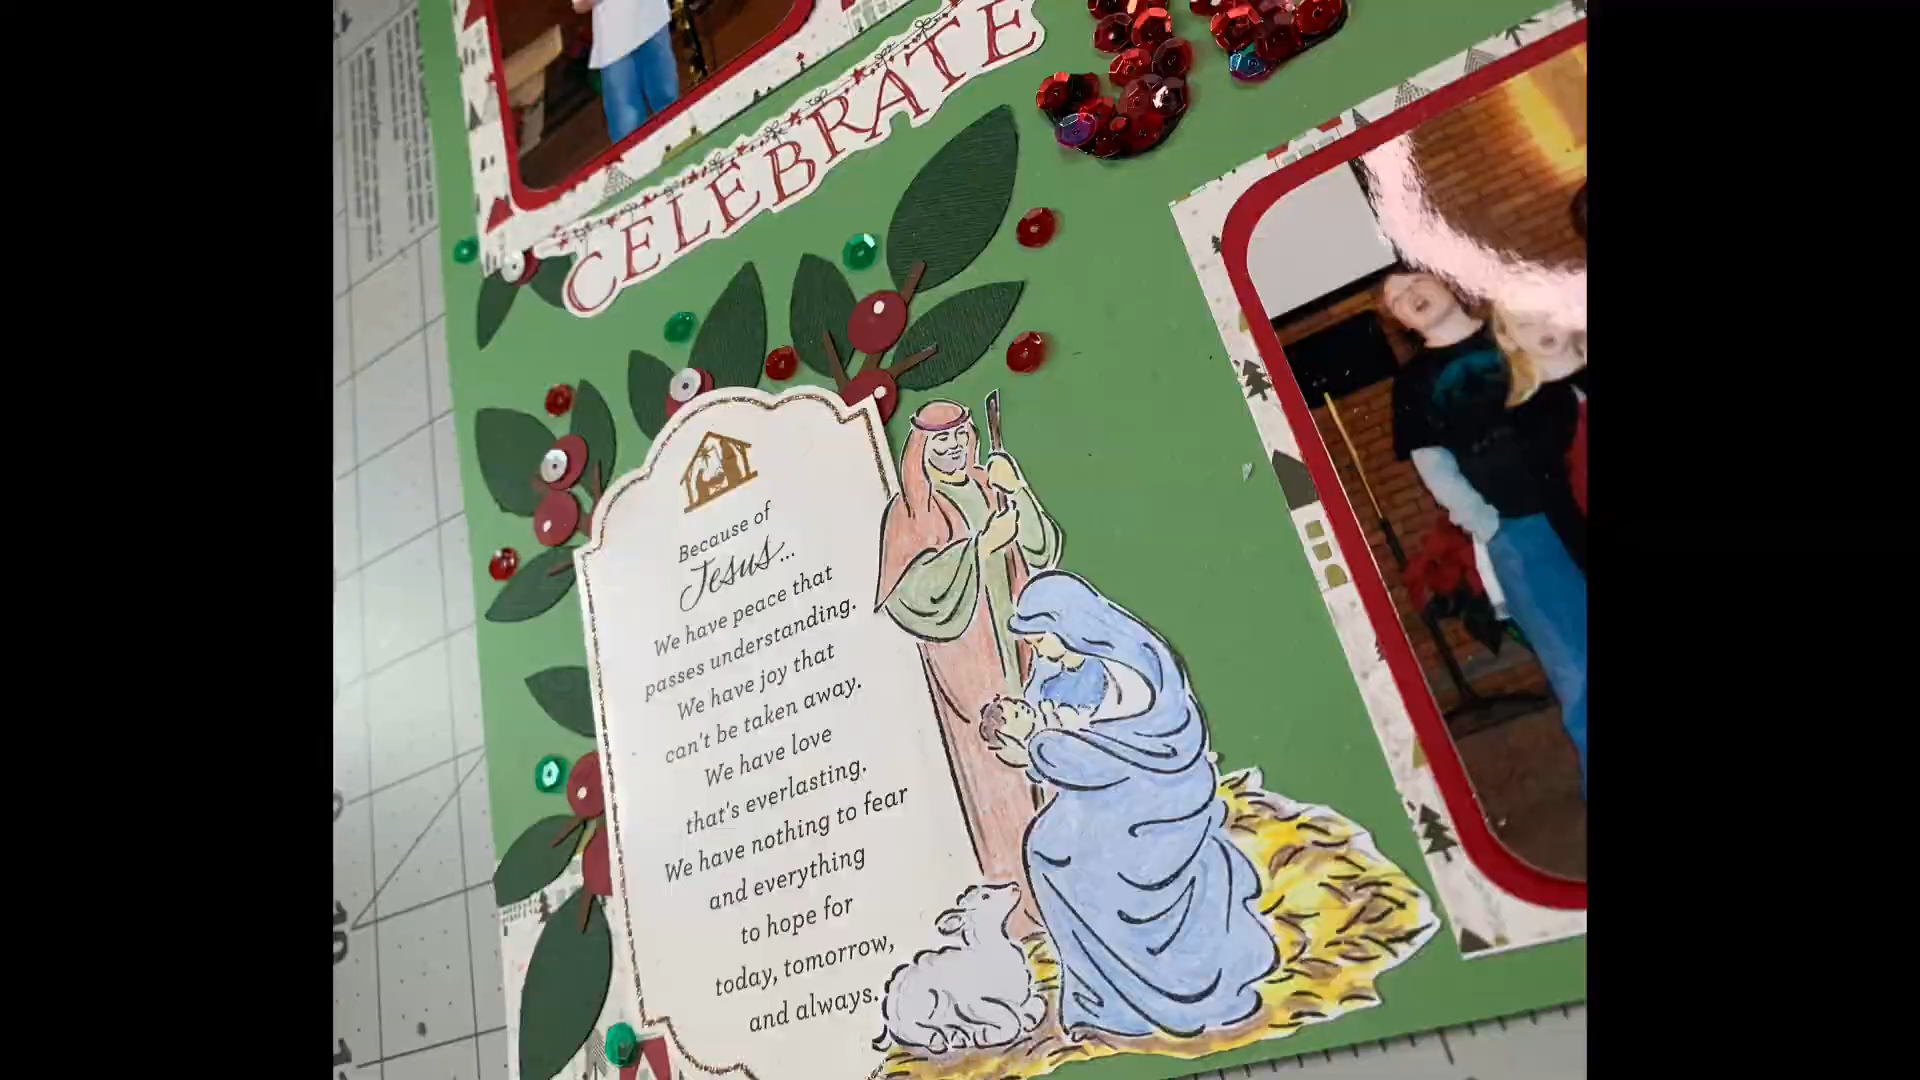 CELEBRATE
Because of
Jesus...
We have peace that
passes understanding.
We have joy that
can't be taken away.
We have love
that's everlasting.
We have nothing to fear
and everything
to hope for
today, tomorrow,
and always.